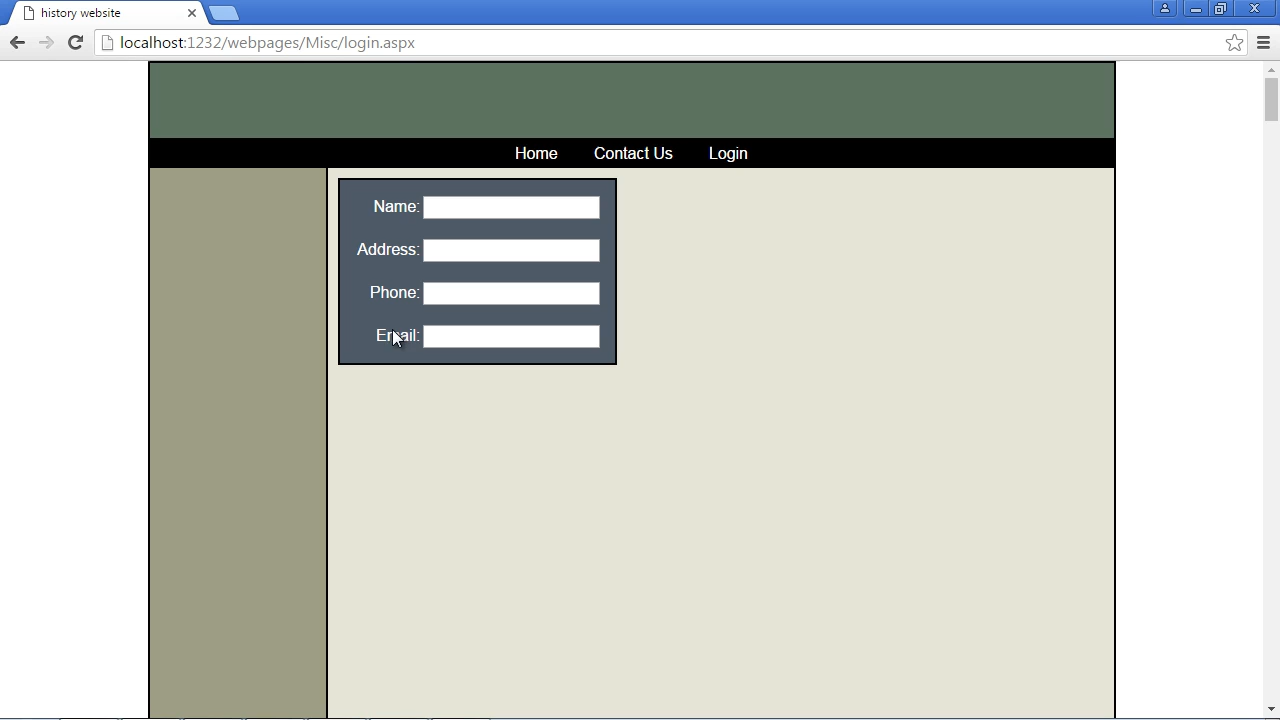 history website
localhost:1232/webpages/Misc/login.aspx
Home Contact Us Login
Name:
Address:
Phone:
Email: